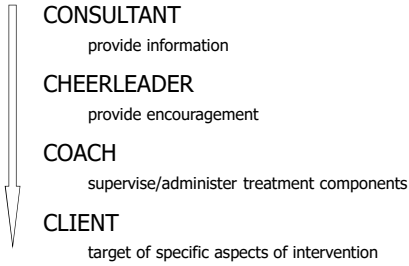 CONSULTANT
provide information
CHEERLEADER
provide encouragement
COACH
supervise/administer treatment components
CLIENT
target of specific aspects of intervention